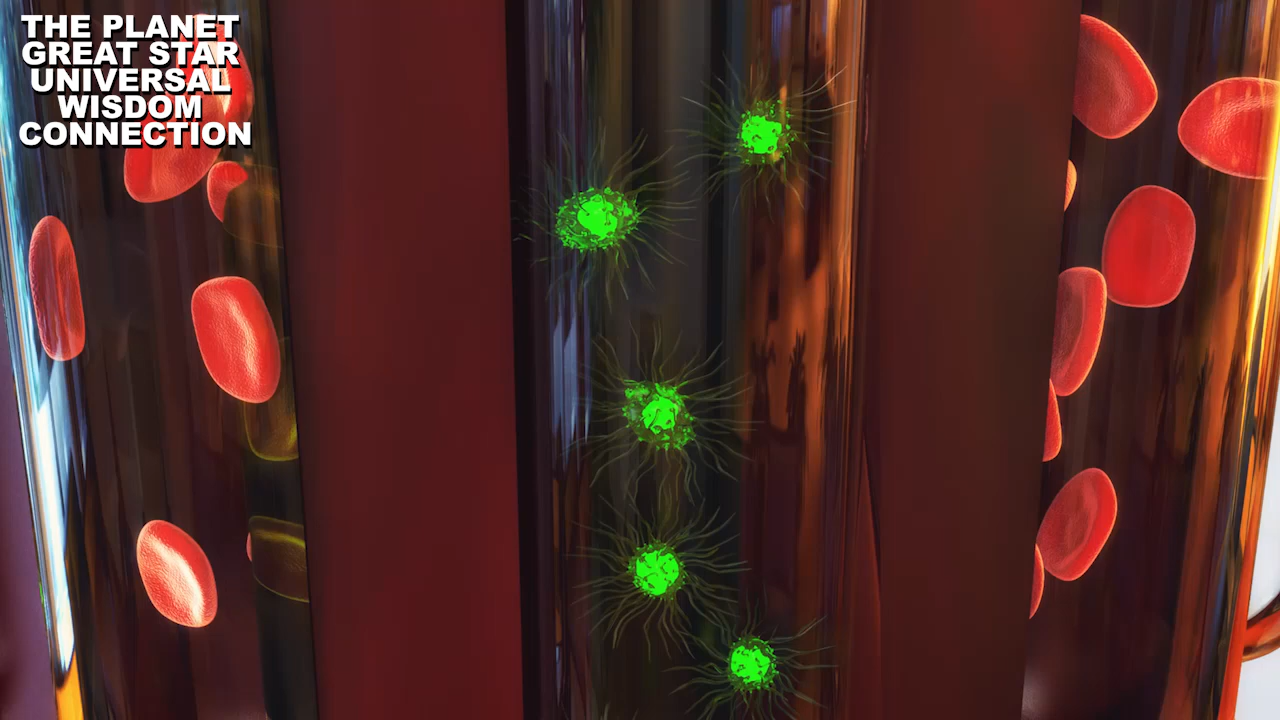 THE PLANET
GREAT STAR
UNIVERSAL
WISDOM
CONNECTION